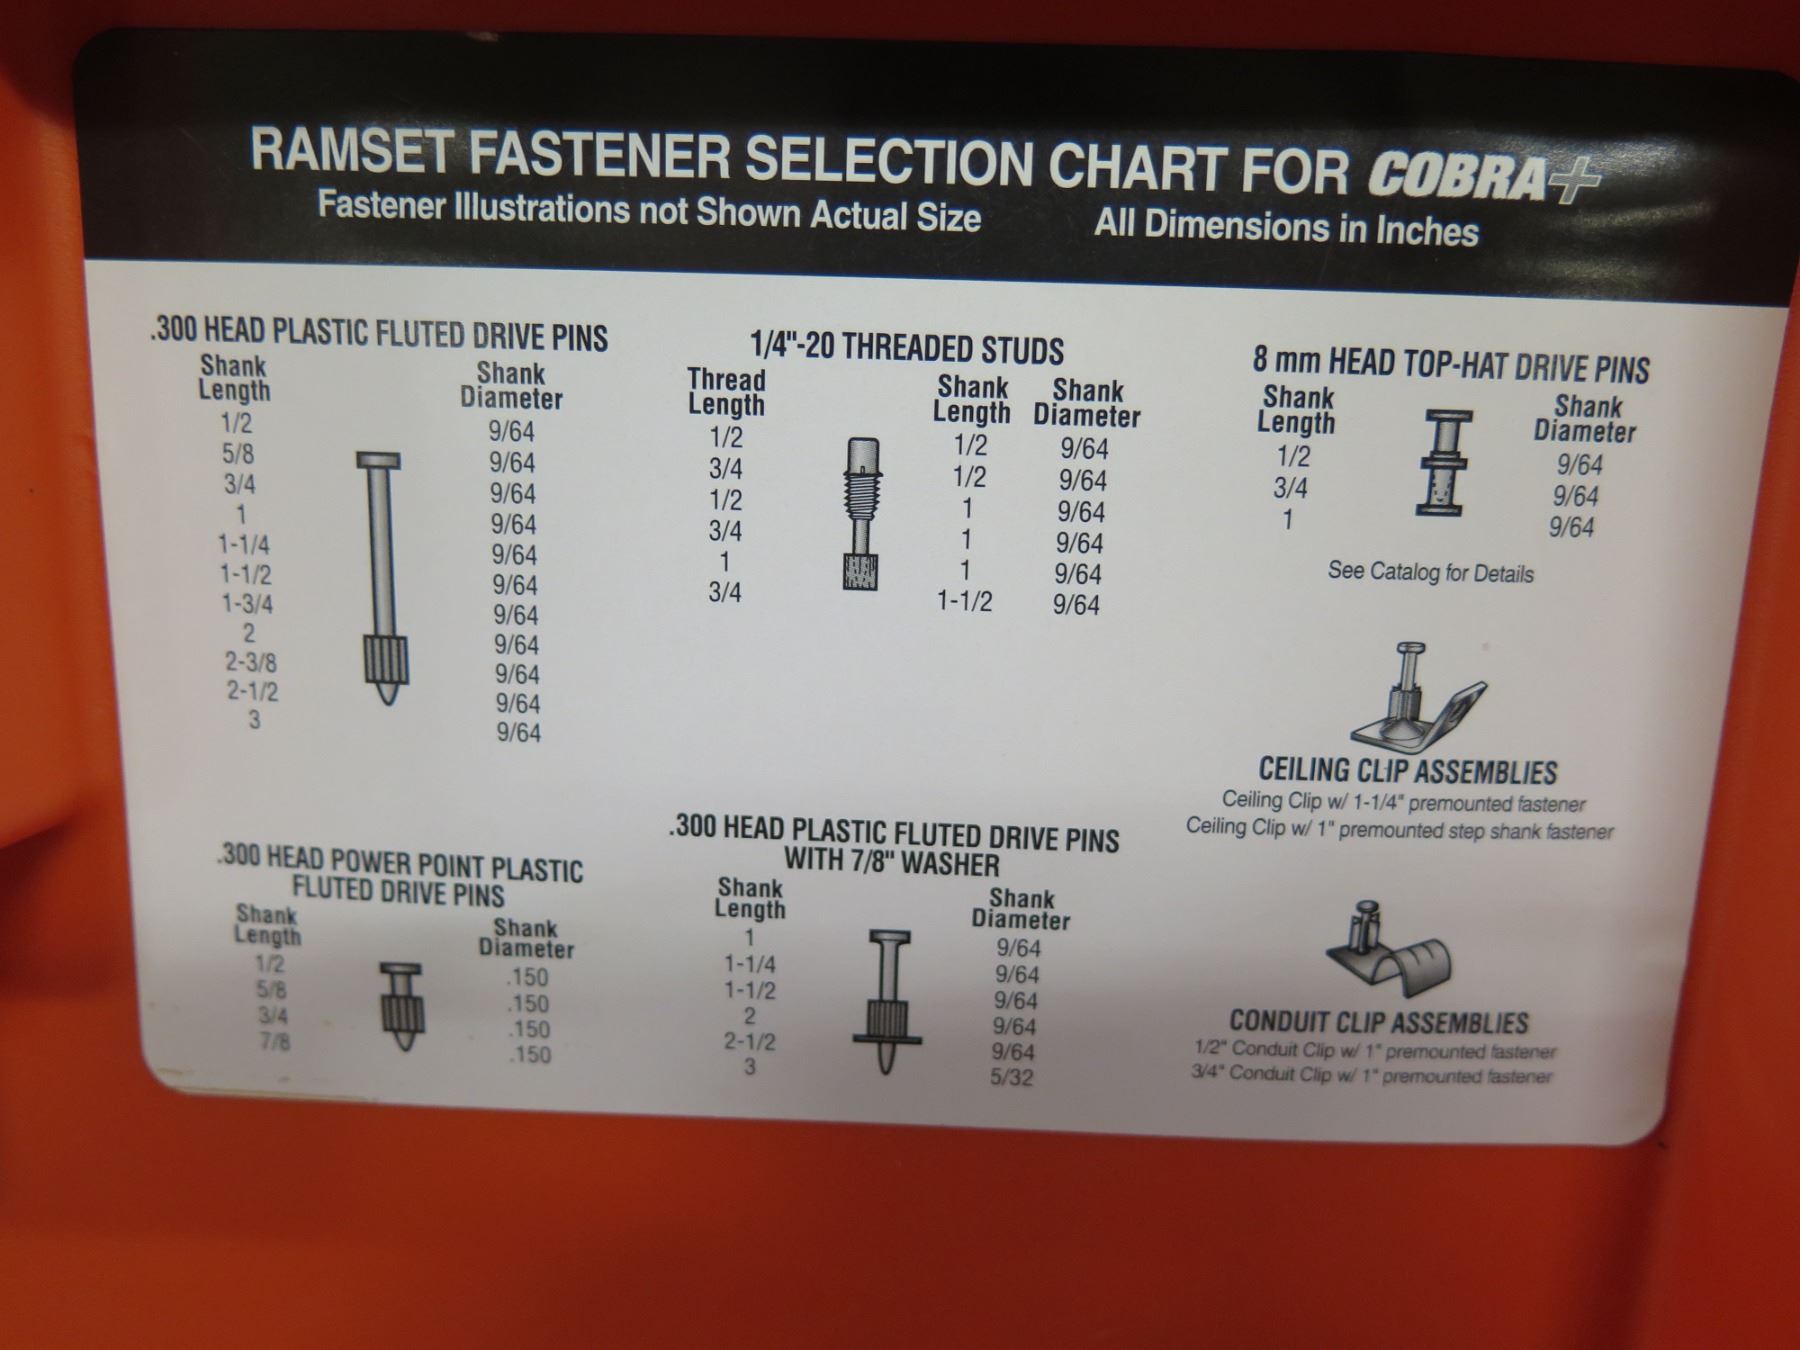 RAMSET FASTENER SELECTION CHART FOR COBRA+
Fastener Illustrations not Shown Actual Size All Dimensions in Inches
.300 HEAD PLASTIC FLUTED DRIVE PINS
Shank Length Shank Diameter
1/2 9/64
5/8 9/64
3/4 9/64
1 9/64
1-1/4 9/64
1-1/2 9/64
1-3/4 9/64
2 9/64
2-3/8 9/64
2-1/2 9/64
3 9/64
1/4"-20 THREADED STUDS
Thread Length Shank Length Shank Diameter
1/2 1/2 9/64
3/4 1/2 9/64
1/2 1 9/64
3/4 1 9/64
1 1 9/64
3/4 1-1/2 9/64
8 mm HEAD TOP-HAT DRIVE PINS
Shank Length Shank Diameter
1/2 9/64
3/4 9/64
1 9/64
See Catalog for Details
CEILING CLIP ASSEMBLIES
Ceiling Clip w/ 1-1/4" premounted fastener
Ceiling Clip w/ 1" premounted step shank fastener
.300 HEAD POWER POINT PLASTIC
FLUTED DRIVE PINS
Shank Length Shank Diameter
1/2 .150
5/8 .150
3/4 .150
7/8 .150
.300 HEAD PLASTIC FLUTED DRIVE PINS
WITH 7/8" WASHER
Shank Length Shank Diameter
1 9/64
1-1/4 9/64
1-1/2 9/64
2 9/64
2-1/2 9/64
3 5/32
CONDUIT CLIP ASSEMBLIES
1/2" Conduit Clip w/ 1" premounted fastener
3/4" Conduit Clip w/ 1" premounted fastener